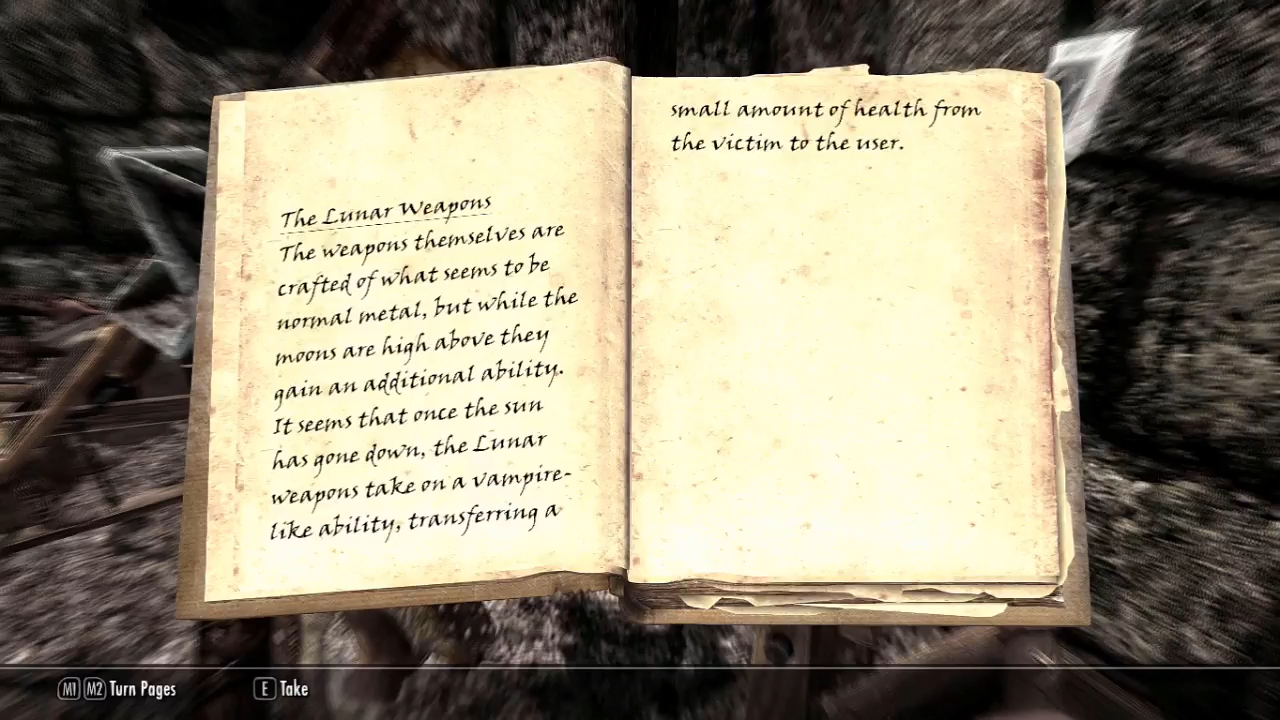 The Lunar Weapons
The weapons themselves are
crafted of what seems to be
normal metal, but while the
moons are high above they
gain an additional ability.
It seems that once the sun
has gone down, the Lunar
weapons take on a vampire-
like ability, transferring a
small amount of health from
the victim to the user.
M1 M2 Turn Pages
E Take